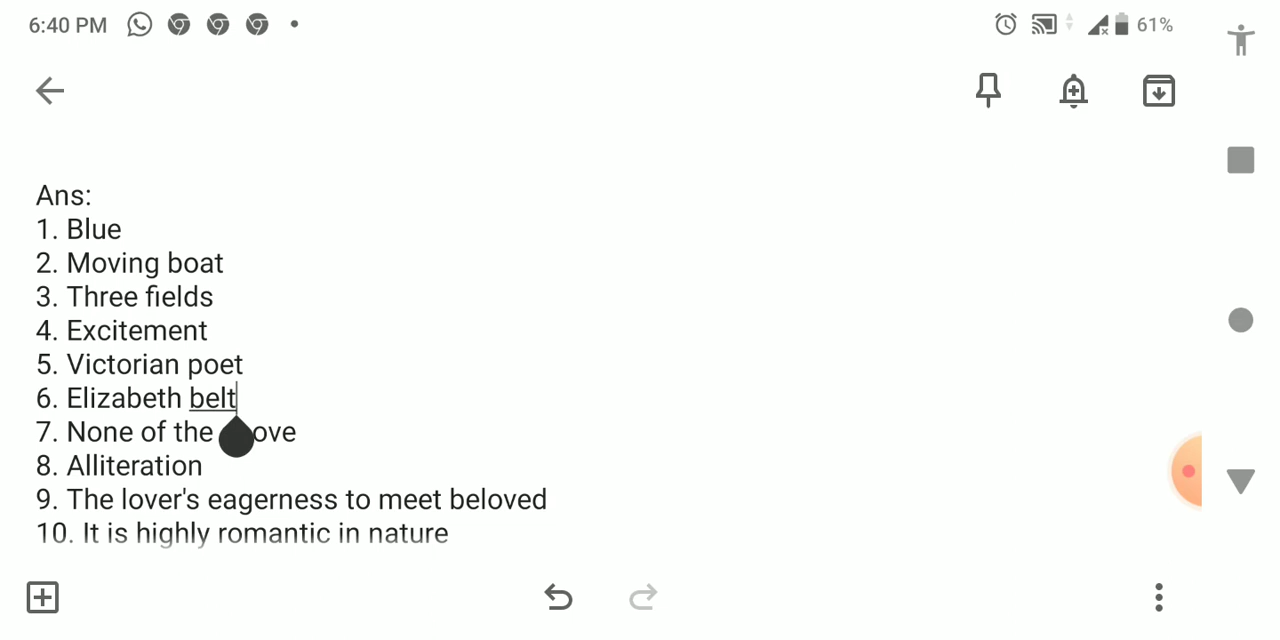 6:40 PM 61%
Ans:
1. Blue
2. Moving boat
3. Three fields
4. Excitement
5. Victorian poet
6. Elizabeth belt
7. None of the ove
8. Alliteration
9. The lover's eagerness to meet beloved
10. It is highly romantic in nature